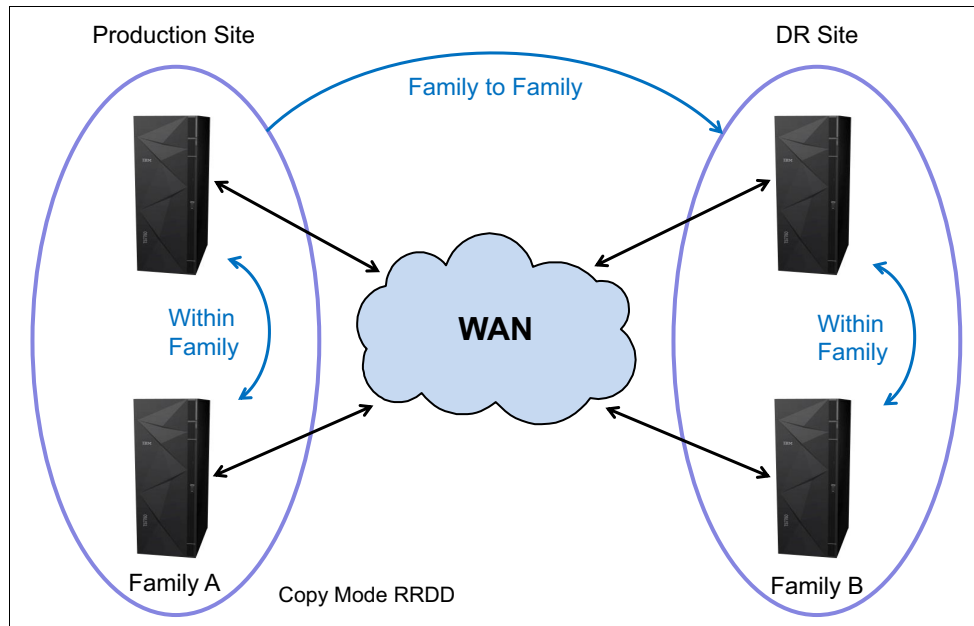 Production Site
DR Site
Family to Family
Within
Family
WAN
Within
Family
Family A
Family B
Copy Mode RRDD